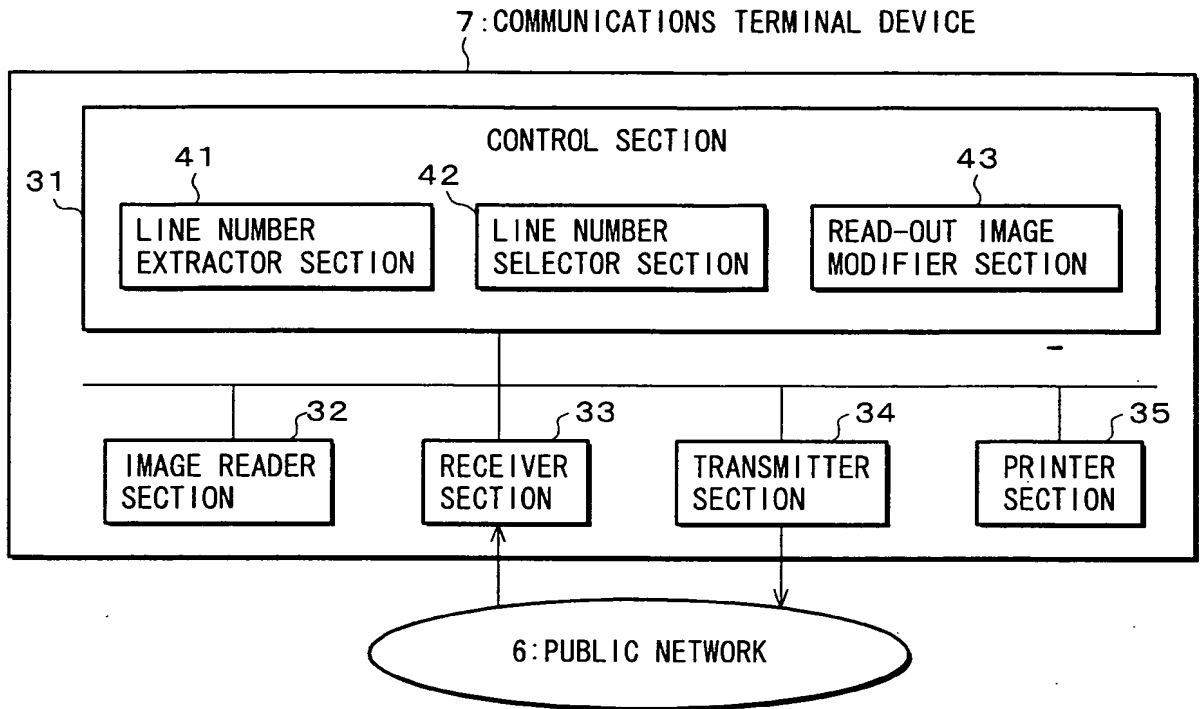 7:COMMUNICATIONS TERMINAL DEVICE
CONTROL SECTION
31
41
42
43
LINE NUMBER
EXTRACTOR SECTION
LINE NUMBER
SELECTOR SECTION
READ-OUT IMAGE
MODIFIER SECTION
32
33
34
35
IMAGE READER
SECTION
RECEIVER
SECTION
TRANSMITTER
SECTION
PRINTER
SECTION
6:PUBLIC NETWORK